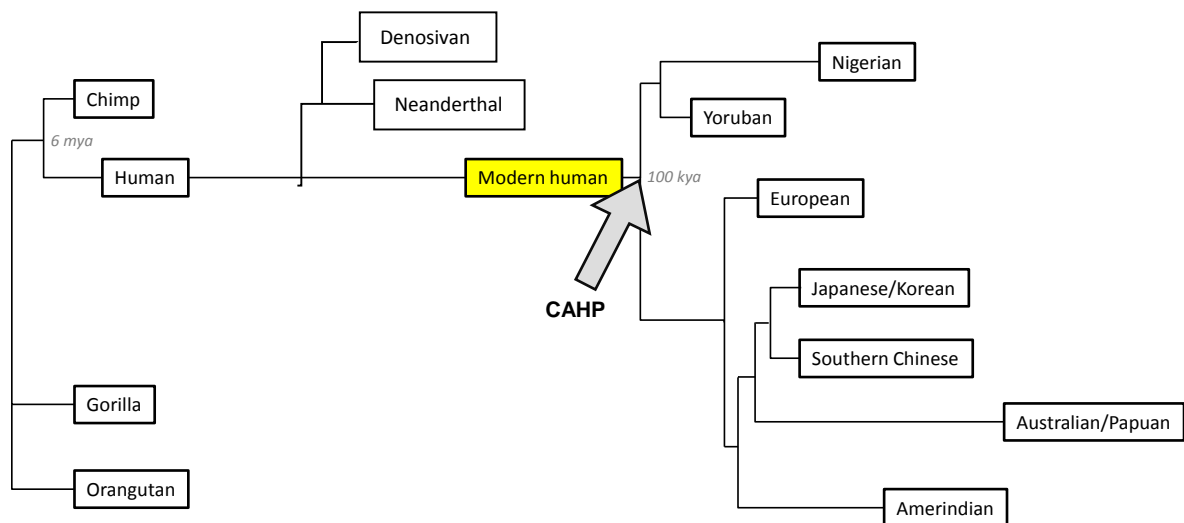 Denosivan
Nigerian
Chimp
Neanderthal
Yoruban
6 mya
Human
Modern human
100 kya
European
CAHP
Japanese/Korean
Southern Chinese
Gorilla
Australian/Papuan
Orangutan
Amerindian